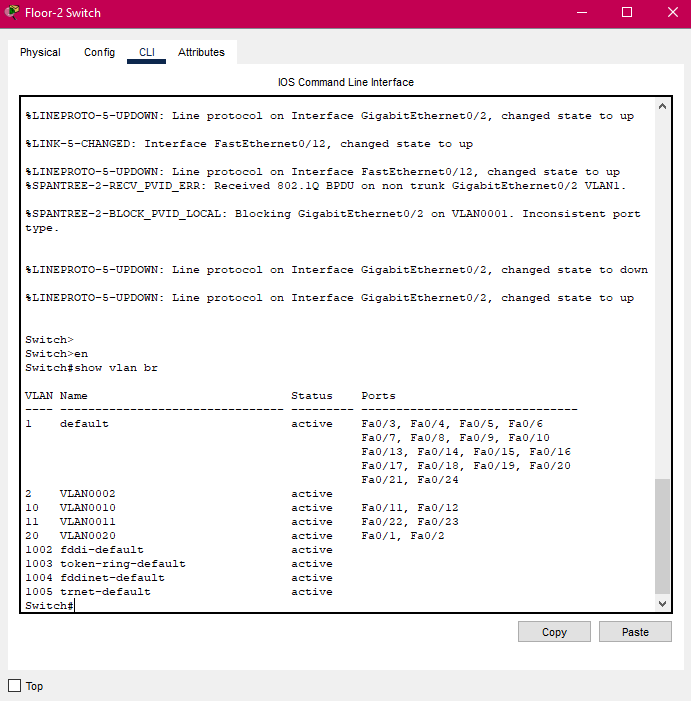 Floor-2 Switch
Physical Config CLI Attributes
IOS Command Line Interface
%LINEPROTO-5-UPDOWN: Line protocol on Interface GigabitEthernet0/2, changed state to up
%LINK-5-CHANGED: Interface FastEthernet0/12, changed state to up
%LINEPROTO-5-UPDOWN: Line protocol on Interface FastEthernet0/12, changed state to up
%SPANTREE-2-RECV_PVID_ERR: Received 802.1Q BPDU on non trunk GigabitEthernet0/2 VLAN1.
%SPANTREE-2-BLOCK_PVID_LOCAL: Blocking GigabitEthernet0/2 on VLAN0001. Inconsistent port
type.
%LINEPROTO-5-UPDOWN: Line protocol on Interface GigabitEthernet0/2, changed state to down
%LINEPROTO-5-UPDOWN: Line protocol on Interface GigabitEthernet0/2, changed state to up
Switch>
Switch>en
Switch#show vlan br
VLAN Name                             Status    Ports
---- -------------------------------- --------- -------------------------------
1    default                          active    Fa0/3, Fa0/4, Fa0/5, Fa0/6
                                                Fa0/7, Fa0/8, Fa0/9, Fa0/10
                                                Fa0/13, Fa0/14, Fa0/15, Fa0/16
                                                Fa0/17, Fa0/18, Fa0/19, Fa0/20
                                                Fa0/21, Fa0/24
2    VLAN0002                         active
10   VLAN0010                         active    Fa0/11, Fa0/12
11   VLAN0011                         active    Fa0/22, Fa0/23
20   VLAN0020                         active    Fa0/1, Fa0/2
1002 fddi-default                     active
1003 token-ring-default               active
1004 fddinet-default                  active
1005 trnet-default                    active
Switch#
Copy Paste
Top